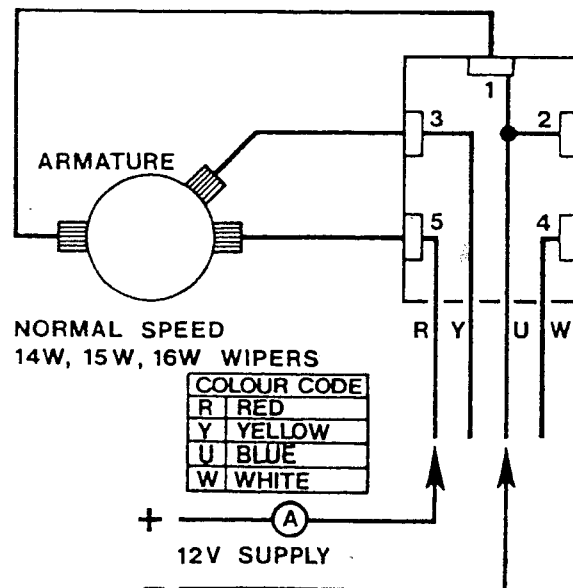 1
3
2
ARMATURE
5
4
R Y U W
NORMAL SPEED
14W, 15W, 16W WIPERS
COLOUR CODE
R RED
Y YELLOW
U BLUE
W WHITE
+ A
12V SUPPLY